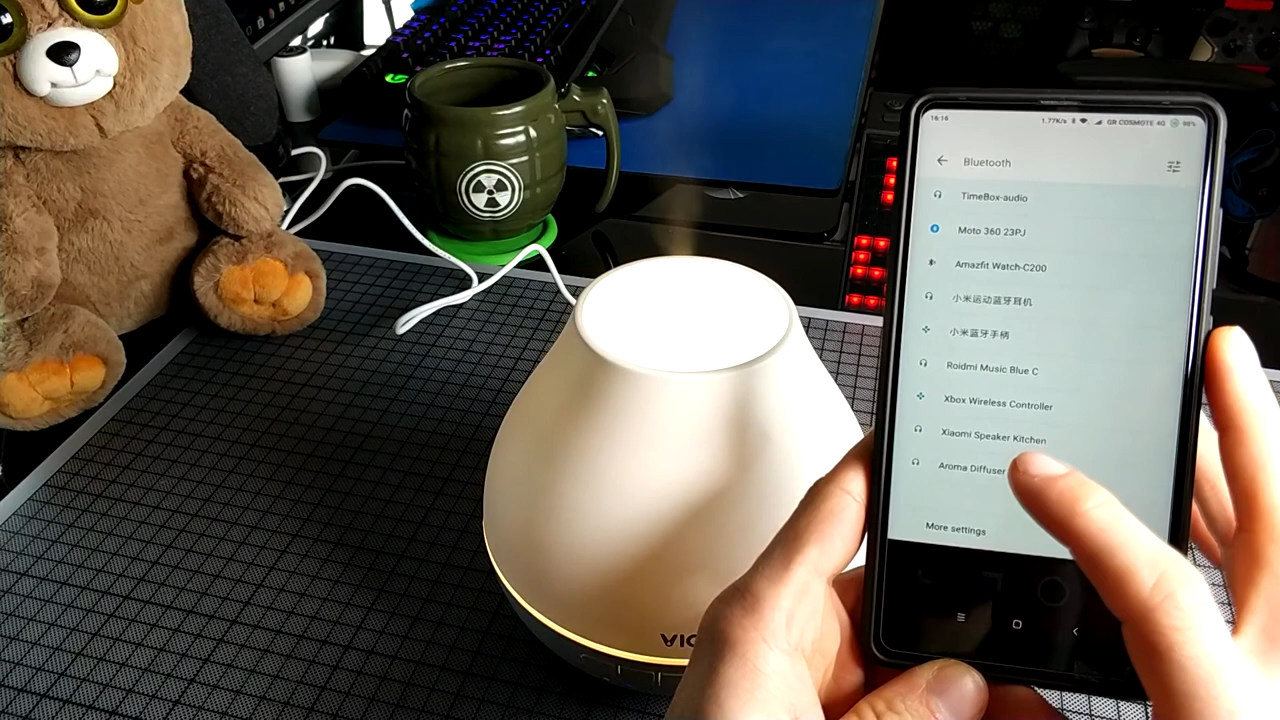 16:16
1.77K/s
GR COSMOTE 4G
98%
Bluetooth
TimeBox-audio
Moto 360 23PJ
Amazfit Watch-C200
小米运动蓝牙耳机
小米蓝牙手柄
Roidmi Music Blue C
Xbox Wireless Controller
Xiaomi Speaker Kitchen
Aroma Diffuser
More settings